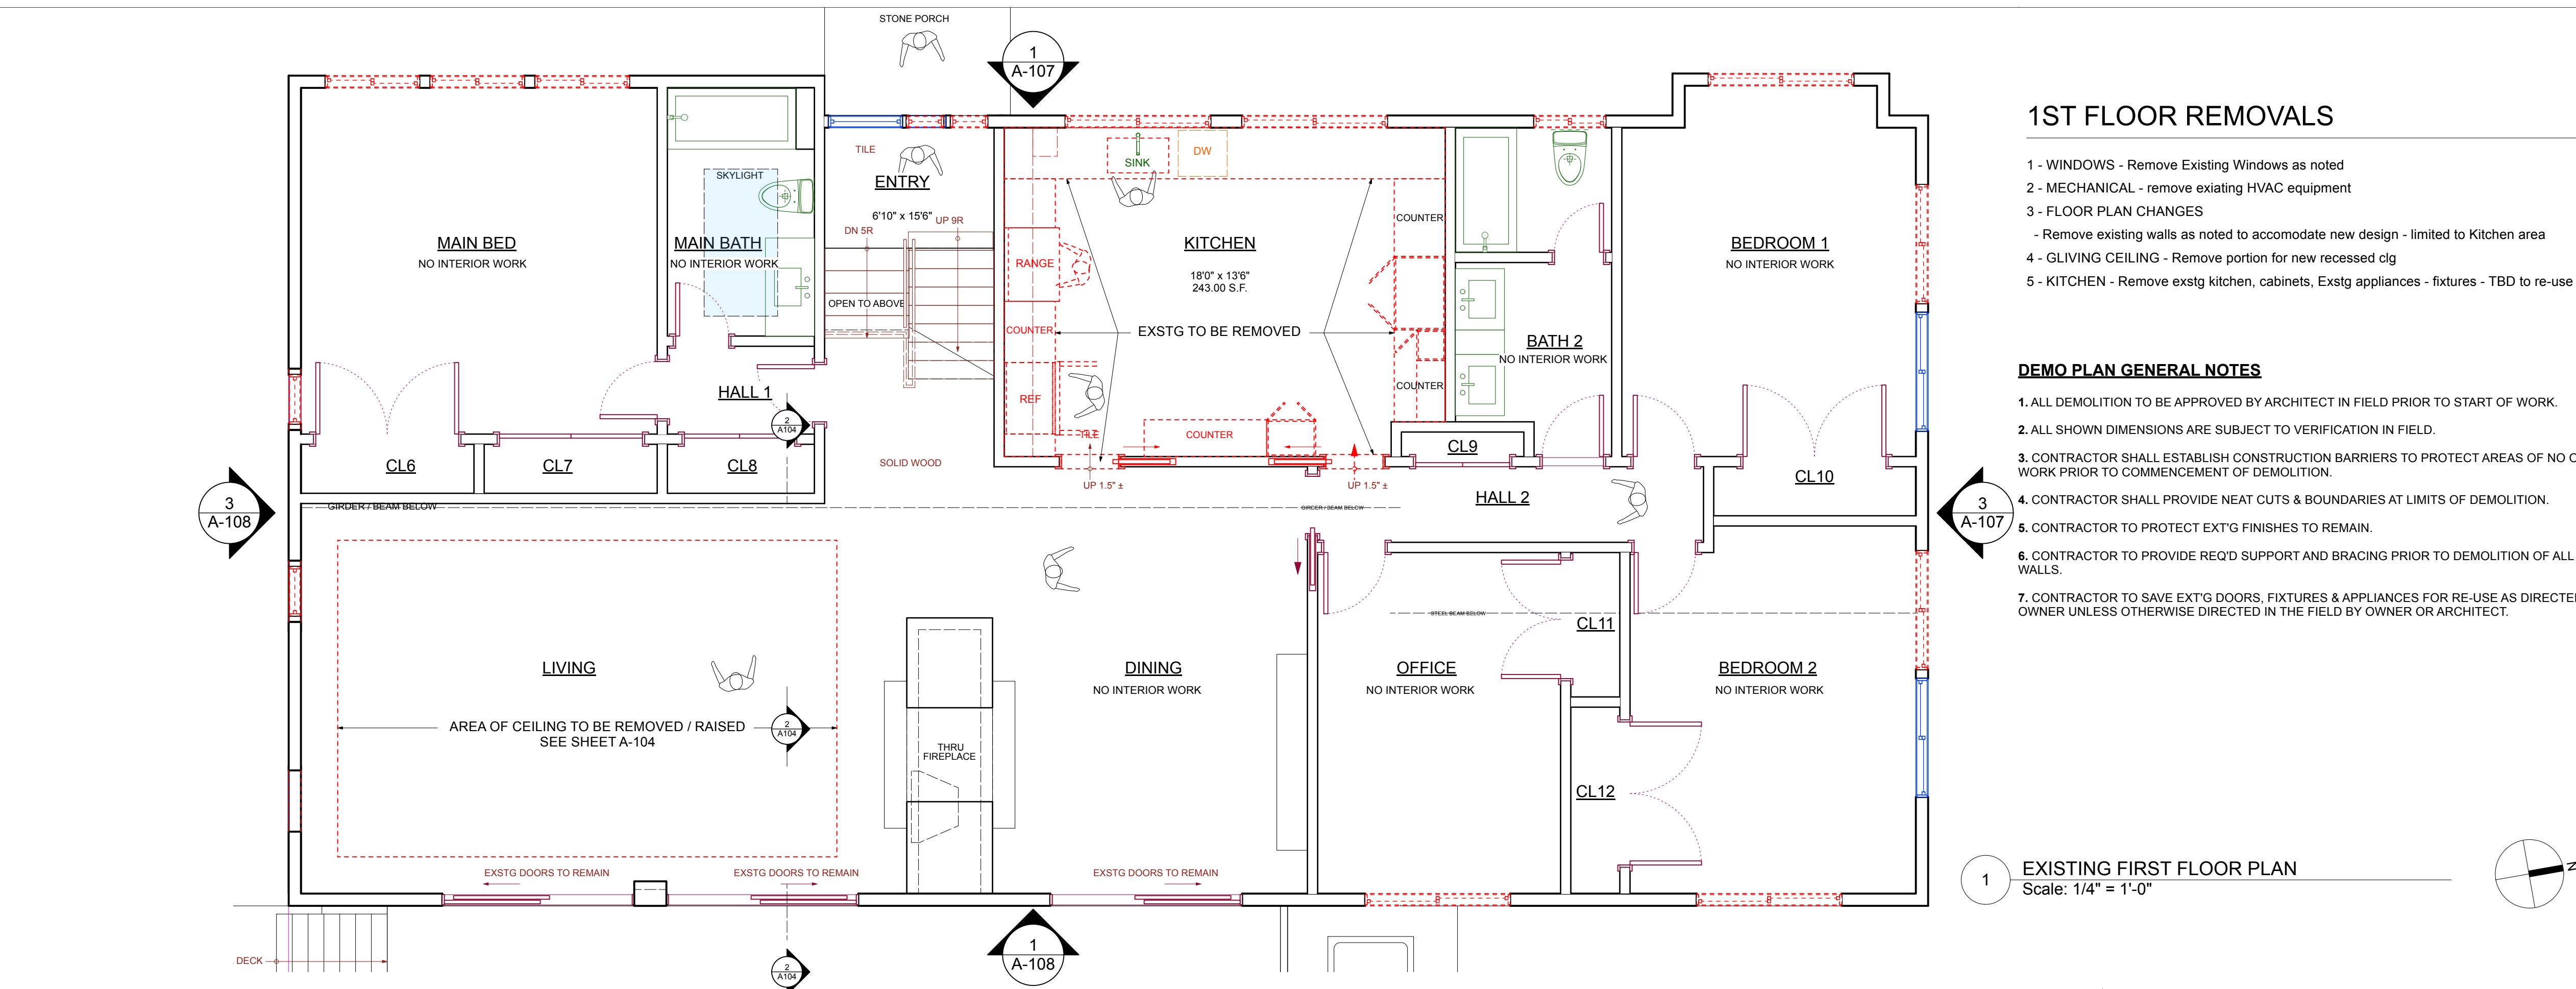 STONE PORCH
1
A-107
TILE
ENTRY
6'10" x 15'6"
UP 9R
DN 5R
OPEN TO ABOVE
SKYLIGHT
MAIN BED
NO INTERIOR WORK
MAIN BATH
NO INTERIOR WORK
SINK
DW
COUNTER
RANGE
KITCHEN
18'0" x 13'6"
243.00 S.F.
COUNTER
EXSTG TO BE REMOVED
REF
COUNTER
TILE
COUNTER
BATH 2
NO INTERIOR WORK
BEDROOM 1
NO INTERIOR WORK
HALL 1
2
A104
CL6
CL7
CL8
SOLID WOOD
UP 1.5" ±
UP 1.5" ±
CL9
HALL 2
CL10
3
A-108
3
A-107
GIRDER / BEAM BELOW
GIRDER / BEAM BELOW
STEEL BEAM BELOW
CL11
LIVING
DINING
NO INTERIOR WORK
OFFICE
NO INTERIOR WORK
BEDROOM 2
NO INTERIOR WORK
AREA OF CEILING TO BE REMOVED / RAISED
SEE SHEET A-104
2
A104
THRU
FIREPLACE
CL12
EXSTG DOORS TO REMAIN
EXSTG DOORS TO REMAIN
EXSTG DOORS TO REMAIN
DECK
2
A104
1
A-108
1ST FLOOR REMOVALS
1 - WINDOWS - Remove Existing Windows as noted
2 - MECHANICAL - remove exiating HVAC equipment
3 - FLOOR PLAN CHANGES
- Remove existing walls as noted to accomodate new design - limited to Kitchen area
4 - GLIVING CEILING - Remove portion for new recessed clg
5 - KITCHEN - Remove exstg kitchen, cabinets, Exstg appliances - fixtures - TBD to re-use
DEMO PLAN GENERAL NOTES
1. ALL DEMOLITION TO BE APPROVED BY ARCHITECT IN FIELD PRIOR TO START OF WORK.
2. ALL SHOWN DIMENSIONS ARE SUBJECT TO VERIFICATION IN FIELD.
3. CONTRACTOR SHALL ESTABLISH CONSTRUCTION BARRIERS TO PROTECT AREAS OF NO
WORK PRIOR TO COMMENCEMENT OF DEMOLITION.
4. CONTRACTOR SHALL PROVIDE NEAT CUTS & BOUNDARIES AT LIMITS OF DEMOLITION.
5. CONTRACTOR TO PROTECT EXT'G FINISHES TO REMAIN.
6. CONTRACTOR TO PROVIDE REQ'D SUPPORT AND BRACING PRIOR TO DEMOLITION OF ALL
WALLS.
7. CONTRACTOR TO SAVE EXT'G DOORS, FIXTURES & APPLIANCES FOR RE-USE AS
OWNER UNLESS OTHERWISE DIRECTED IN THE FIELD BY OWNER OR ARCHITECT.
1
EXISTING FIRST FLOOR PLAN
Scale: 1/4" = 1'-0"